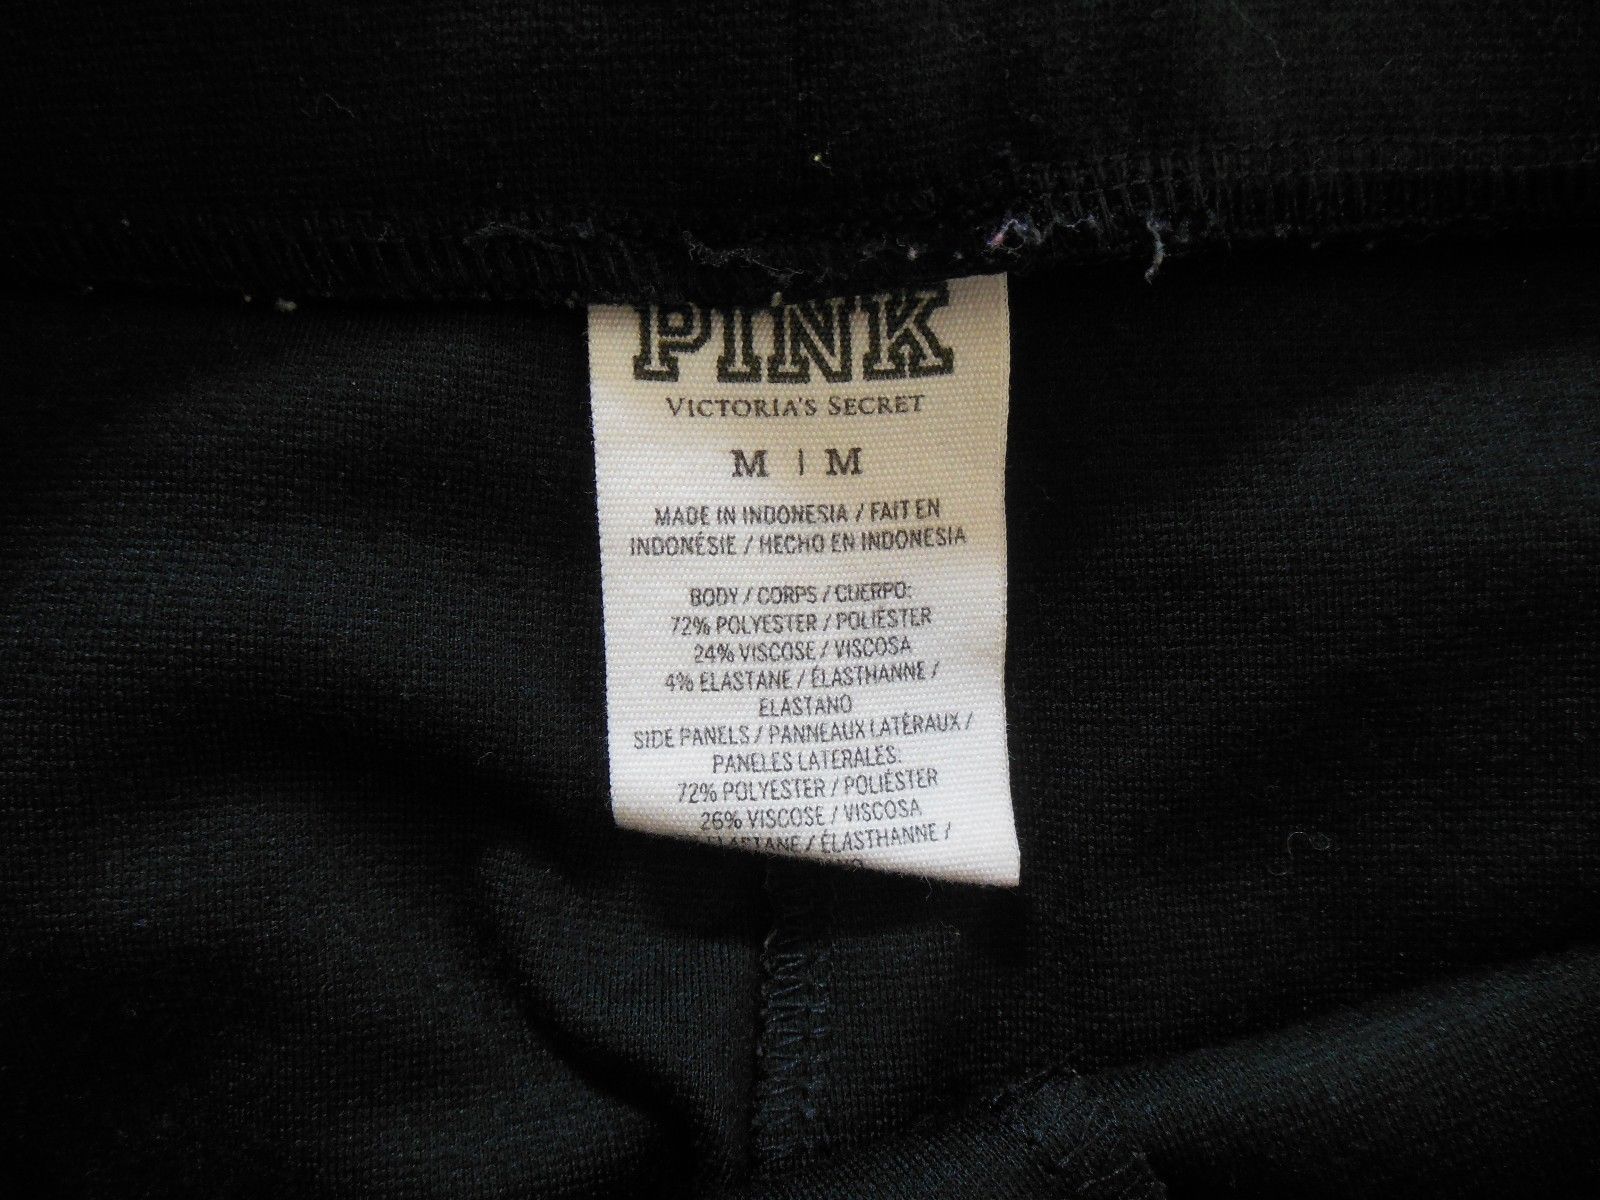 PINK
VICTORIA'S SECRET
M | M
MADE IN INDONESIA / FAIT EN
INDONÉSIE / HECHO EN INDONESIA
BODY / CORPS / CUERPO:
72% POLYESTER / POLIÉSTER
24% VISCOSE / VISCOSA
4% ELASTANE / ÉLASTHANNE /
ELASTANO
SIDE PANELS / PANNEAUX LATÉRAUX /
PANELES LATERALES:
72% POLYESTER / POLIÉSTER
26% VISCOSE / VISCOSA
/ ÉLASTHANNE /